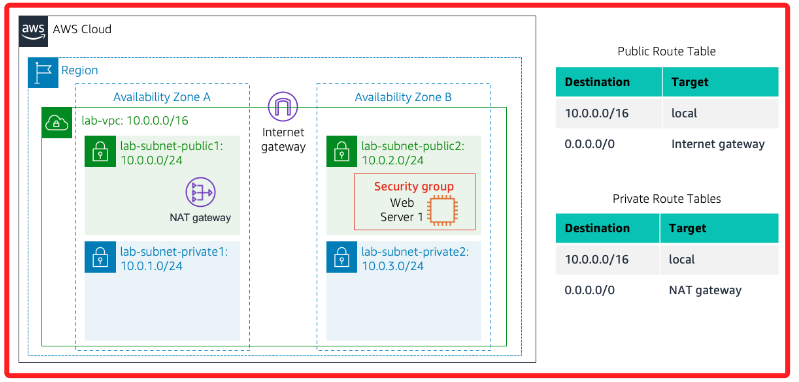 aws
AWS Cloud
Region
Availability Zone A
Availability Zone B
Internet
gateway
lab-vpc: 10.0.0.0/16
lab-subnet-public1:
10.0.0.0/24
NAT gateway
lab-subnet-public2:
10.0.2.0/24
Security group
Web
Server 1
lab-subnet-private1:
10.0.1.0/24
lab-subnet-private2:
10.0.3.0/24
Public Route Table
Destination Target
10.0.0.0/16 local
0.0.0.0/0 Internet gateway
Private Route Tables
Destination Target
10.0.0.0/16 local
0.0.0.0/0 NAT gateway